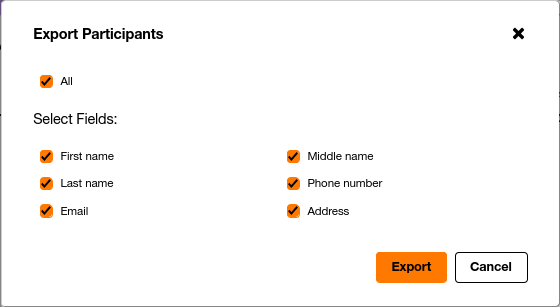 Export Participants
All
Select Fields:
First name
Middle name
Last name
Phone number
Email
Address
Export
Cancel